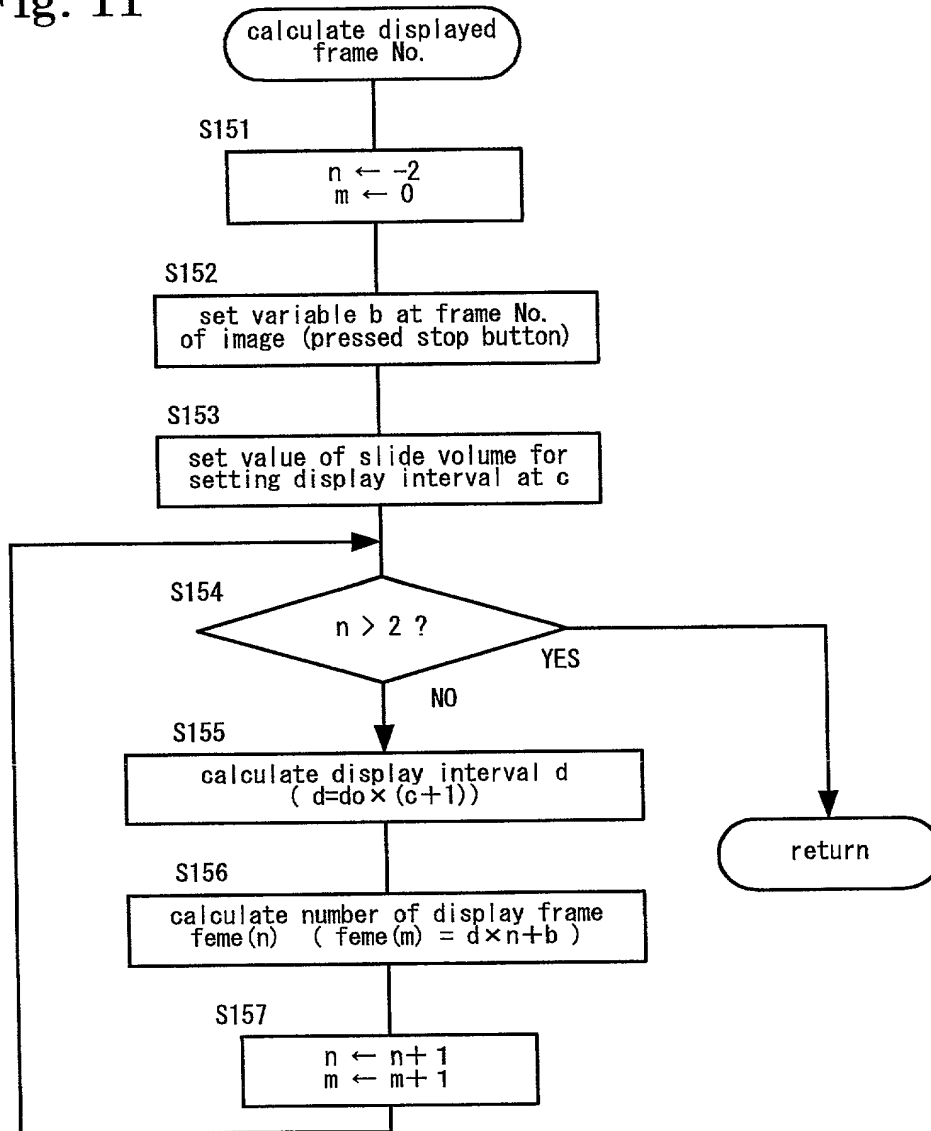 Fig. 11
calculate displayed
frame No.
S151
n ← -2
m ← 0
S152
set variable b at frame No.
of image (pressed stop button)
S153
set value of slide volume for
setting display interval at c
S154
n > 2 ?
YES
NO
S155
calculate display interval d
( d=do×(c+1))
return
S156
calculate number of display frame
feme(n) ( feme(m) = d×n+b )
S157
n ← n+1
m ← m+1